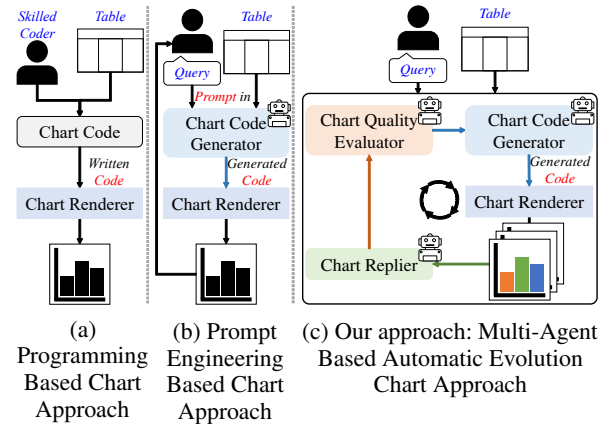 Skilled
Coder
Table
Chart Code
Written
Code
Chart Renderer
(a)
Programming
Based Chart
Approach
Table
Query
Prompt in
Chart Code
Generator
Generated
Code
Chart Renderer
(b) Prompt
Engineering
Based Chart
Approach
Table
Query
Chart Quality
Evaluator
Chart Code
Generator
Generated
Code
Chart Renderer
Chart Replier
(c) Our approach: Multi-Agent
Based Automatic Evolution
Chart Approach